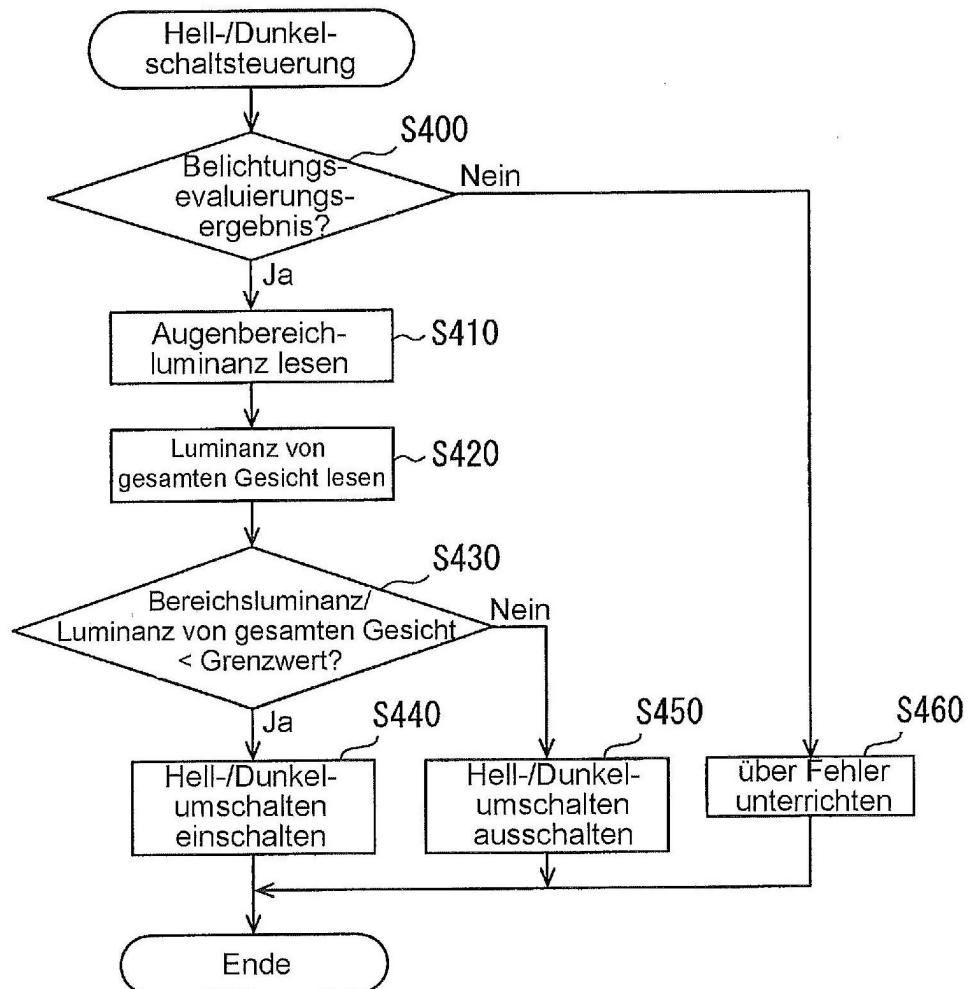 Hell-/Dunkel-
schaltsteuerung
S400
Belichtungs-
evaluierungs-
ergebnis?
Nein
Ja
Augenbereich-
luminanz lesen
S410
Luminanz von
gesamten Gesicht lesen
S420
S430
Bereichsluminanz/
Luminanz von gesamten Gesicht
< Grenzwert?
Nein
Ja
S440
Hell-/Dunkel-
umschalten
einschalten
S450
Hell-/Dunkel-
umschalten
ausschalten
S460
über Fehler
unterrichten
Ende